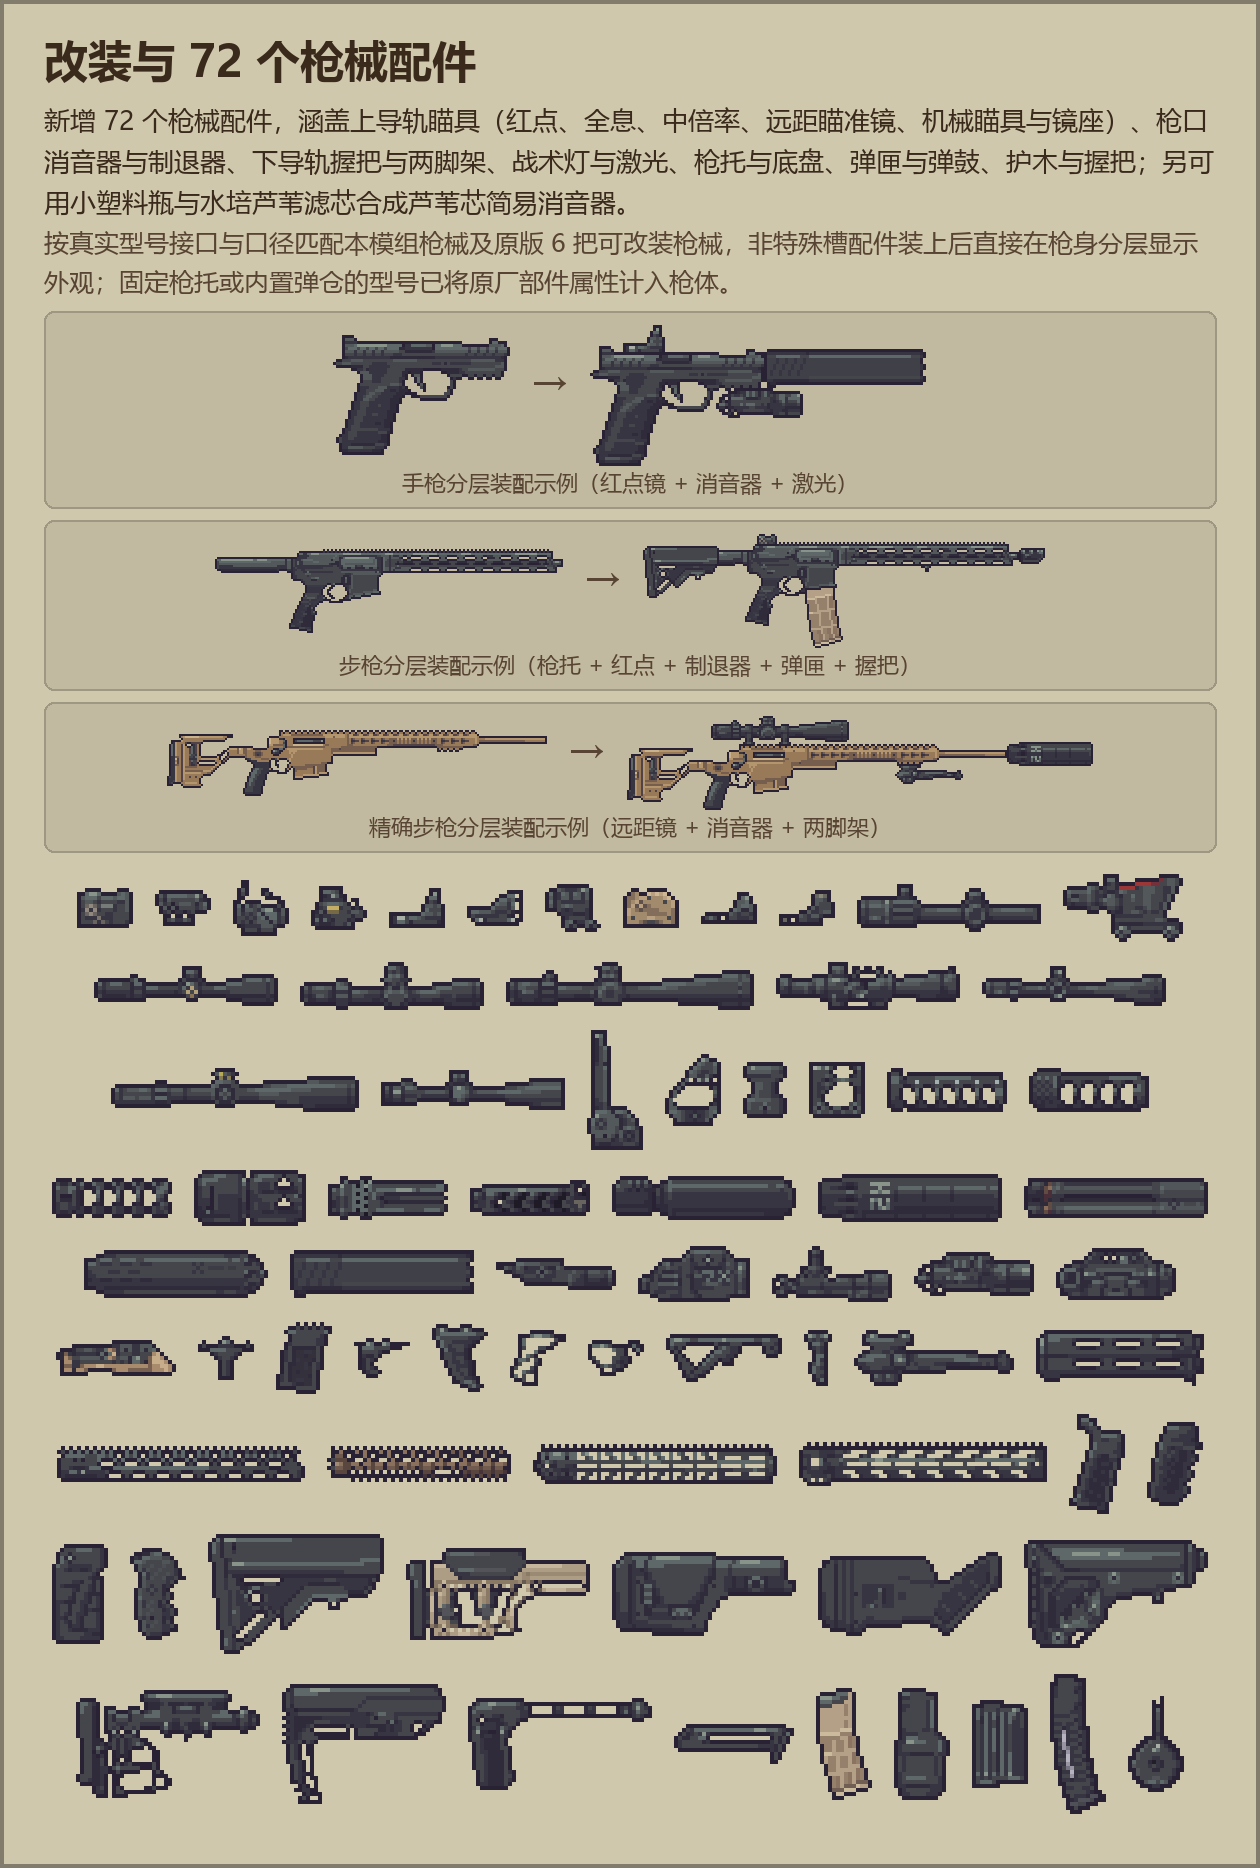 改装与 72 个枪械配件
新增 72 个枪械配件，涵盖上导轨瞄具（红点、全息、中倍率、远距瞄准镜、机械瞄具与镜座）、枪口
消音器与制退器、下导轨握把与两脚架、战术灯与激光、枪托与底盘、弹匣与弹鼓、护木与握把；另可
用小塑料瓶与水培芦苇滤芯合成芦苇芯简易消音器。
按真实型号接口与口径匹配本模组枪械及原版 6 把可改装枪械，非特殊槽配件装上后直接在枪身分层显示
外观；固定枪托或内置弹仓的型号已将原厂部件属性计入枪体。
→
手枪分层装配示例（红点镜 + 消音器 + 激光）
→
步枪分层装配示例（枪托 + 红点 + 制退器 + 弹匣 + 握把）
→
精确步枪分层装配示例（远距镜 + 消音器 + 两脚架）